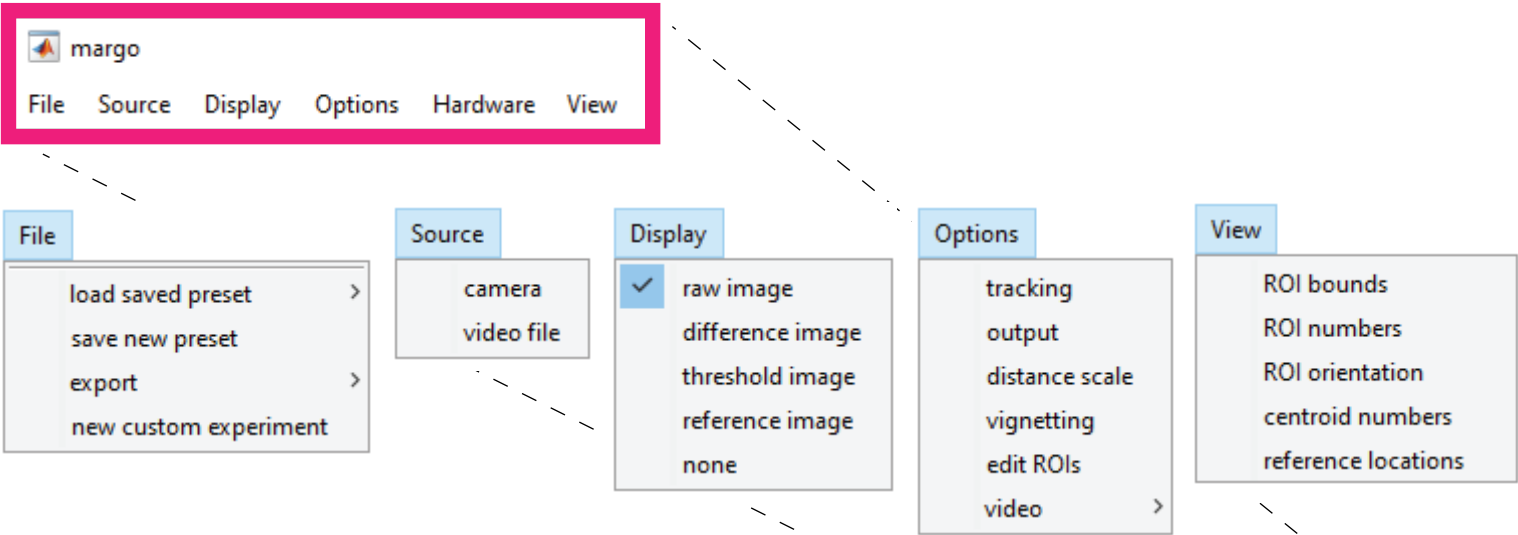 margo
File Source Display Options Hardware View
File
load saved preset
save new preset
export
new custom experiment
Source
camera
video file
Display
raw image
difference image
threshold image
reference image
none
Options
tracking
output
distance scale
vignetting
edit ROIs
video
View
ROI bounds
ROI numbers
ROI orientation
centroid numbers
reference locations